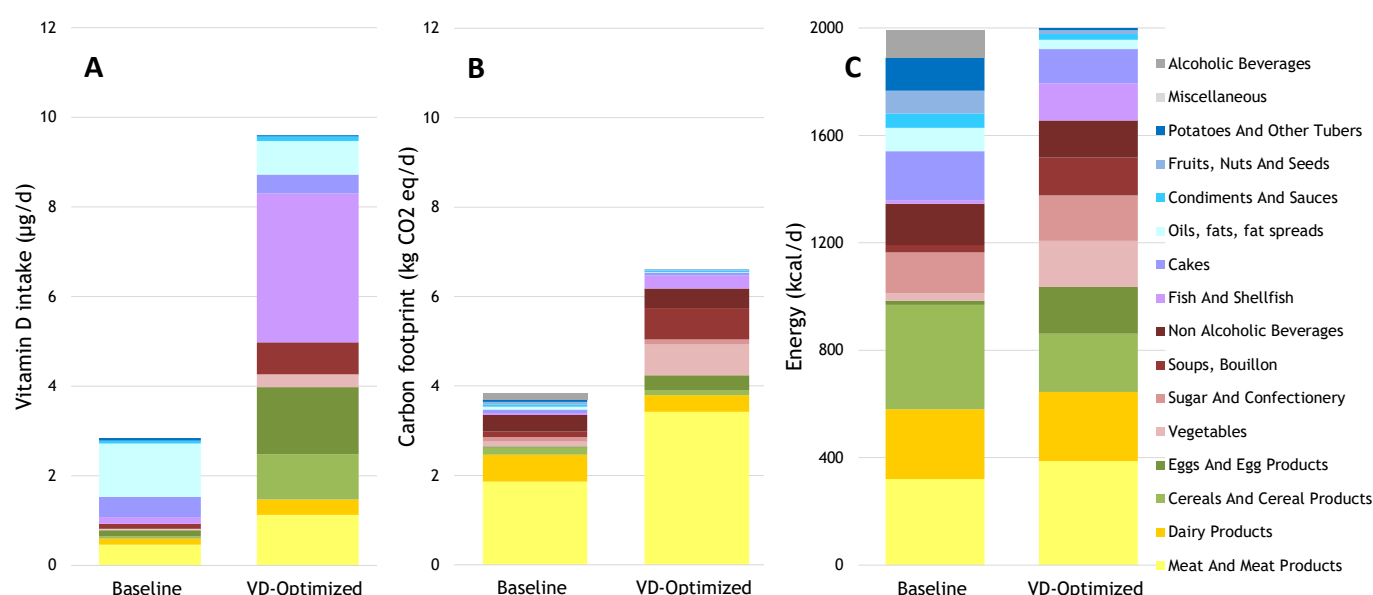 A
Vitamin D intake (µg/d)
12
10
8
6
4
2
0
Baseline
VD-Optimized
B
Carbon footprint (kg CO2 eq/d)
12
10
8
6
4
2
0
Baseline
VD-Optimized
C
Energy (kcal/d)
2000
1600
1200
800
400
0
Baseline
VD-Optimized
Alcoholic Beverages
Miscellaneous
Potatoes And Other Tubers
Fruits, Nuts And Seeds
Condiments And Sauces
Oils, fats, fat spreads
Cakes
Fish And Shellfish
Non Alcoholic Beverages
Soups, Bouillon
Sugar And Confectionery
Vegetables
Eggs And Egg Products
Cereals And Cereal Products
Dairy Products
Meat And Meat Products